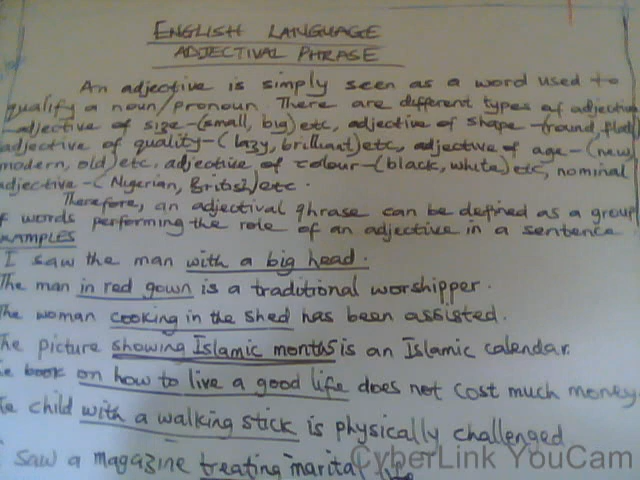 ENGLISH LANGUAGE
ADJECTIVAL PHRASE
An adjective is simply seen as a word used to
qualify a noun/pronoun. There are different types of adjective
adjective of size-(small, big)etc, adjective of shape-(round, flat)
adjective of quality-(lazy, brilliant)etc, adjective of age-(new,
modern, old)etc, adjective of colour-(black, white)etc, nominal
adjective-(Nigerian, British)etc.
Therefore, an adjectival phrase can be defined as a group
of words performing the role of an adjective in a sentence
EXAMPLES
I saw the man with a big head.
The man in red gown is a traditional worshipper.
The woman cooking in the shed has been assisted.
The picture showing Islamic months is an Islamic calendar.
The book on how to live a good life does not cost much money.
The child with a walking stick is physically challenged
I saw a magazine treating marital life
CyberLink YouCam